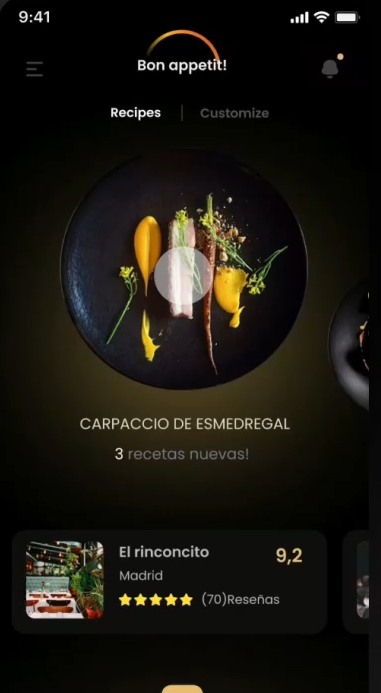 9:41
Bon appetit!
Recipes | Customize
CARPACCIO DE ESMEDREGAL
3 recetas nuevas!
El rinconcito 9,2
Madrid
(70)Reseñas